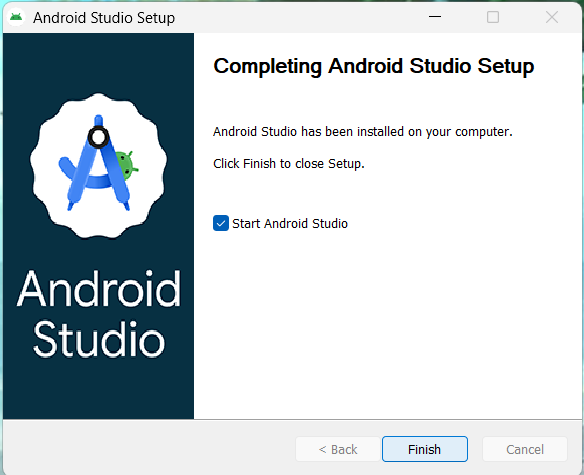 Android Studio Setup
Completing Android Studio Setup
Android Studio has been installed on your computer.
Click Finish to close Setup.
Start Android Studio
Android
Studio
< Back
Finish
Cancel